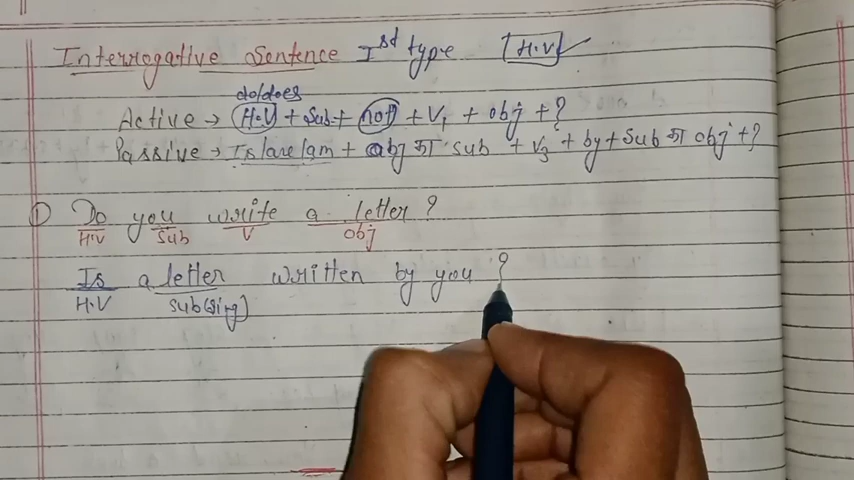 Interrogative Sentence Ist type [H.V]
do/does
Active → H.V + Sub + not + V1 + obj + ?
Passive → Is/are/am + obj का sub + V3 + by + Sub का obj + ?
① Do you write a letter ?
H.V Sub V obj
Is a letter written by you ?
H.V sub(sing)